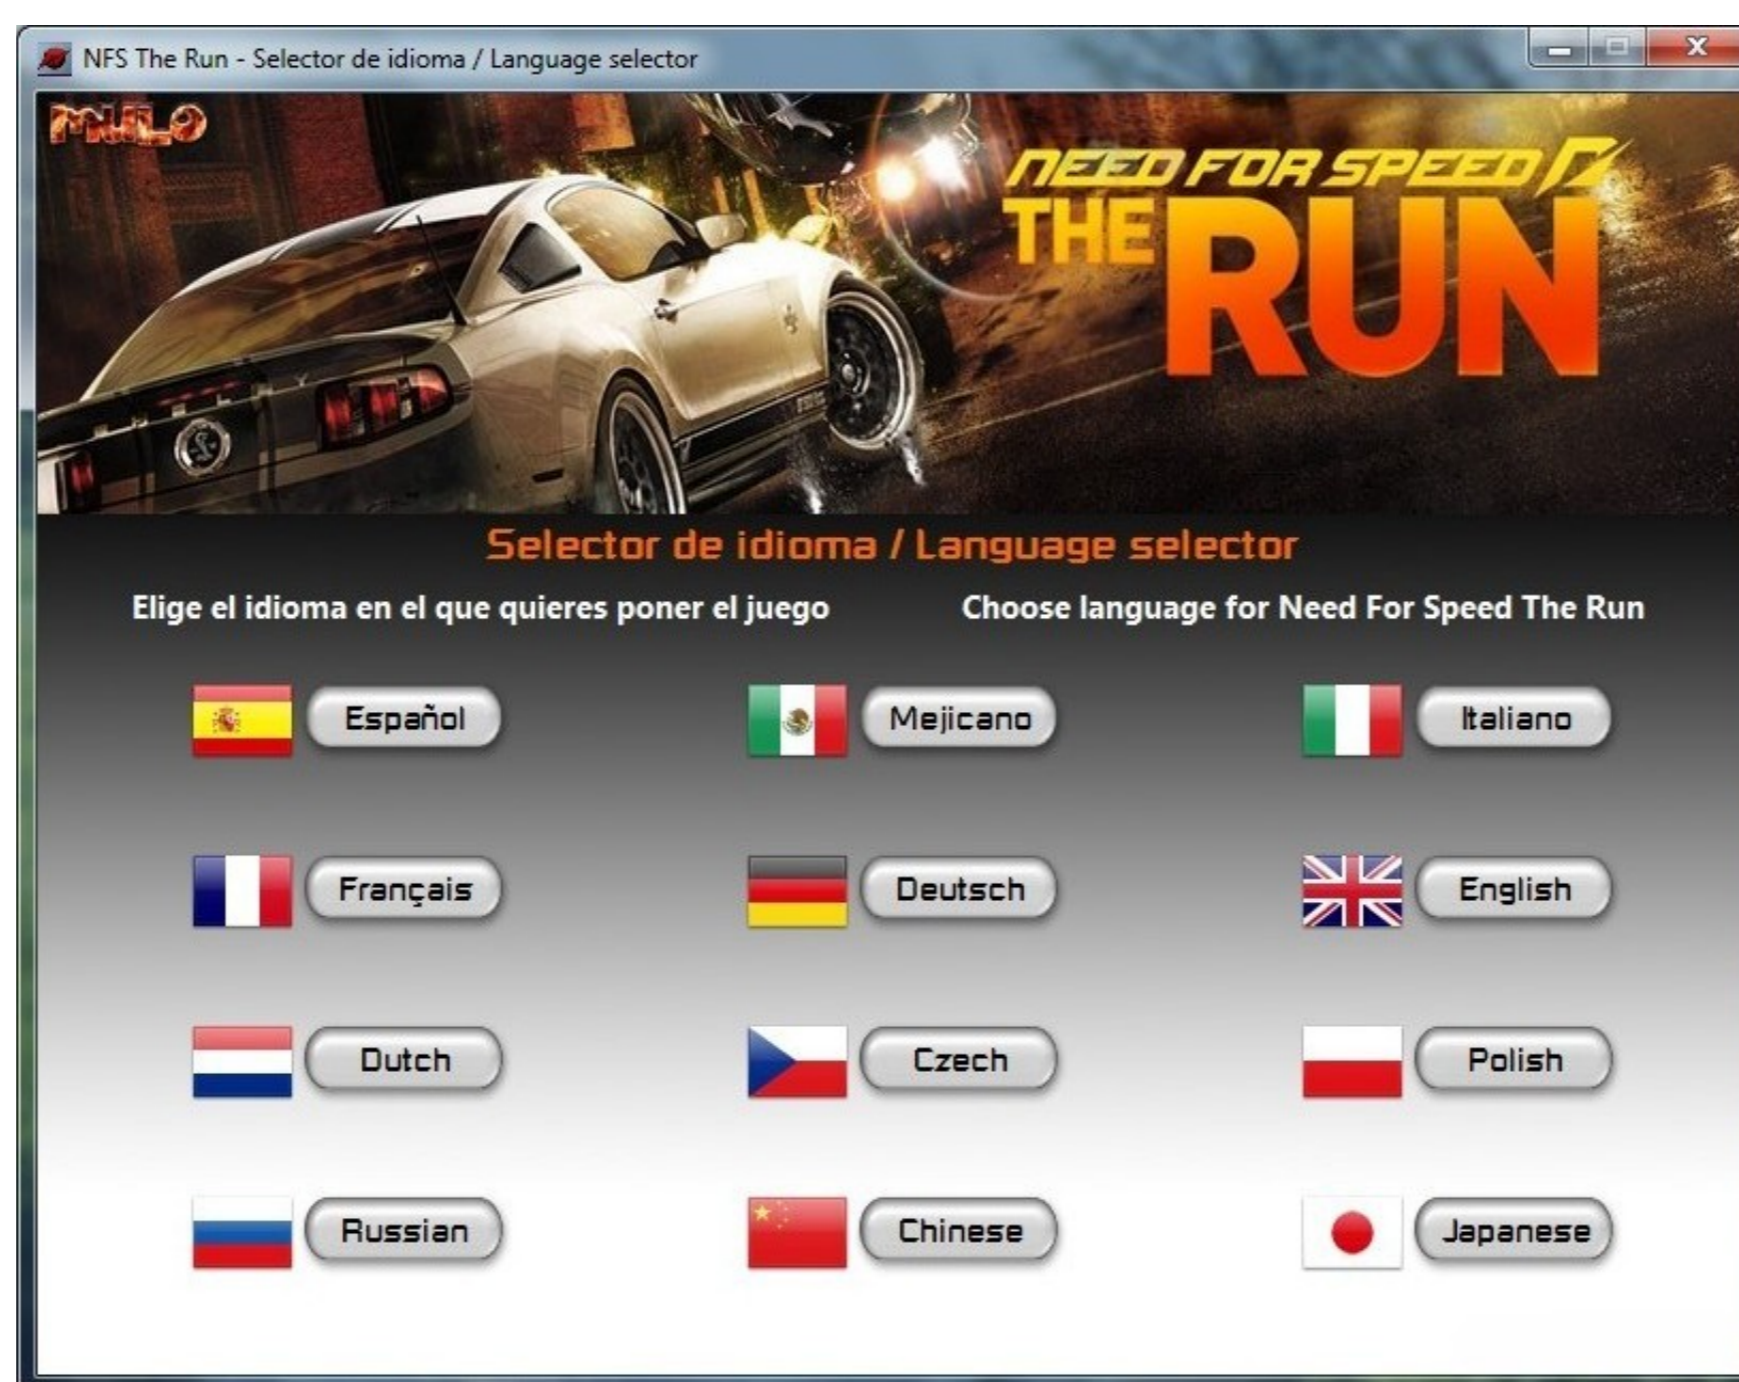 NFS The Run - Selector de idioma / Language selector
MULO
NEED FOR SPEED
THE RUN
Selector de idioma / Language selector
Elige el idioma en el que quieres poner el juego
Choose language for Need For Speed The Run
Español
Mejicano
Italiano
Français
Deutsch
English
Dutch
Czech
Polish
Russian
Chinese
Japanese